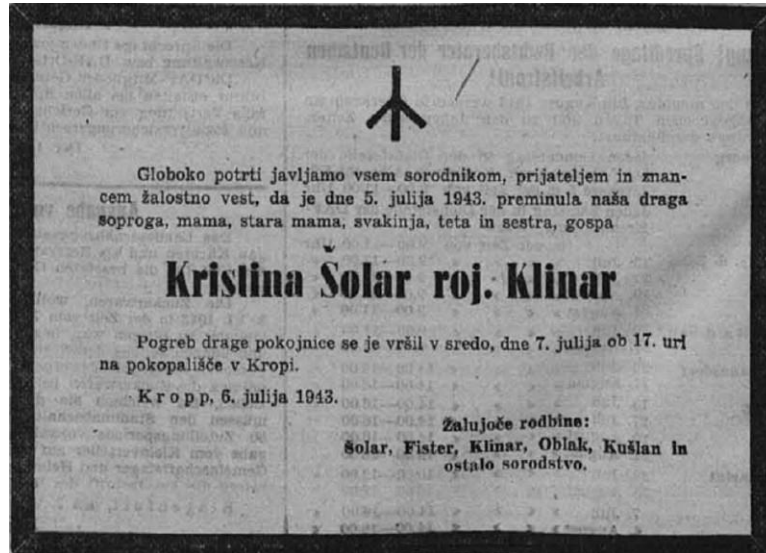 Globoko potrti javljamo vsem sorodnikom, prijateljem in znan-
cem žalostno vest, da je dne 5. julija 1943. preminula naša draga
soproga, mama, stara mama, svakinja, teta in sestra, gospa
Kristina Šolar roj. Klinar
Pogreb drage pokojnice se je vršil v sredo, dne 7. julija ob 17. uri
na pokopališče v Kropi.
Kropp, 6. julija 1943.
Žalujoče rodbine:
Šolar, Fister, Klinar, Oblak, Kušlan in
ostalo sorodstvo.